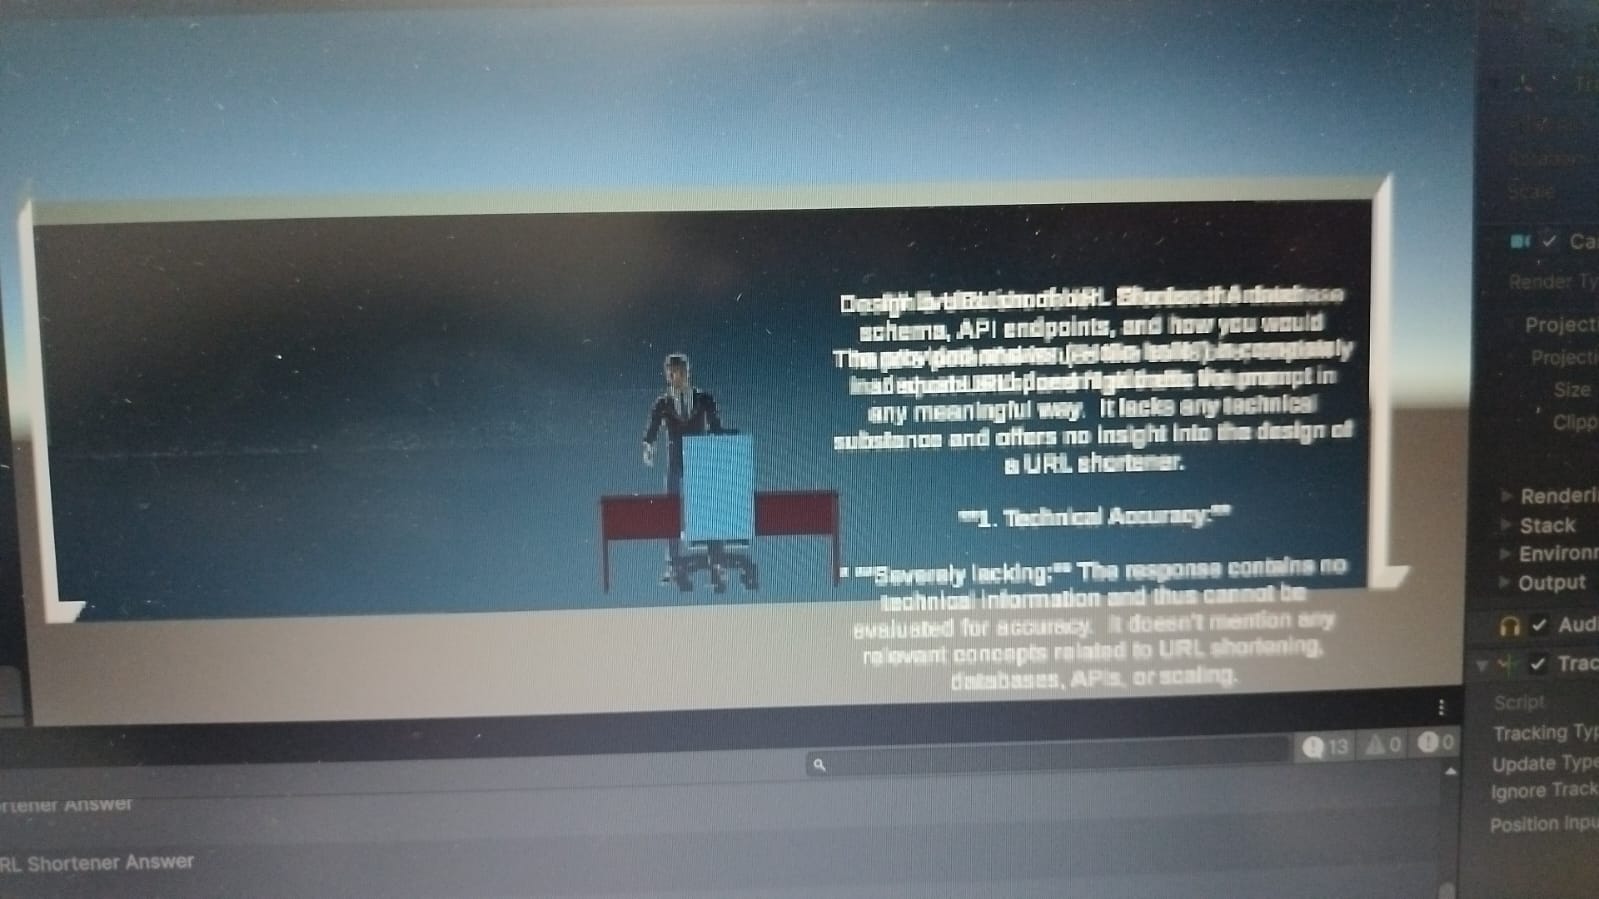 schema, API endpoints, and how you would
any meaningful way. It lacks any technical
substance and offers no insight into the design of
a URL shortener.
**1. Technical Accuracy:**
* **Severely lacking:** The response contains no
technical information and thus cannot be
evaluated for accuracy. It doesn't mention any
relevant concepts related to URL shortening,
databases, APIs, or scaling.
13 0 0
rtener Answer
RL Shortener Answer
Scale
Ca
Render Ty
Projecti
Projecti
Size
Clipp
Renderi
Stack
Environ
Output
Audi
Trac
Script
Tracking Typ
Update Type
Ignore Track
Position Inpu